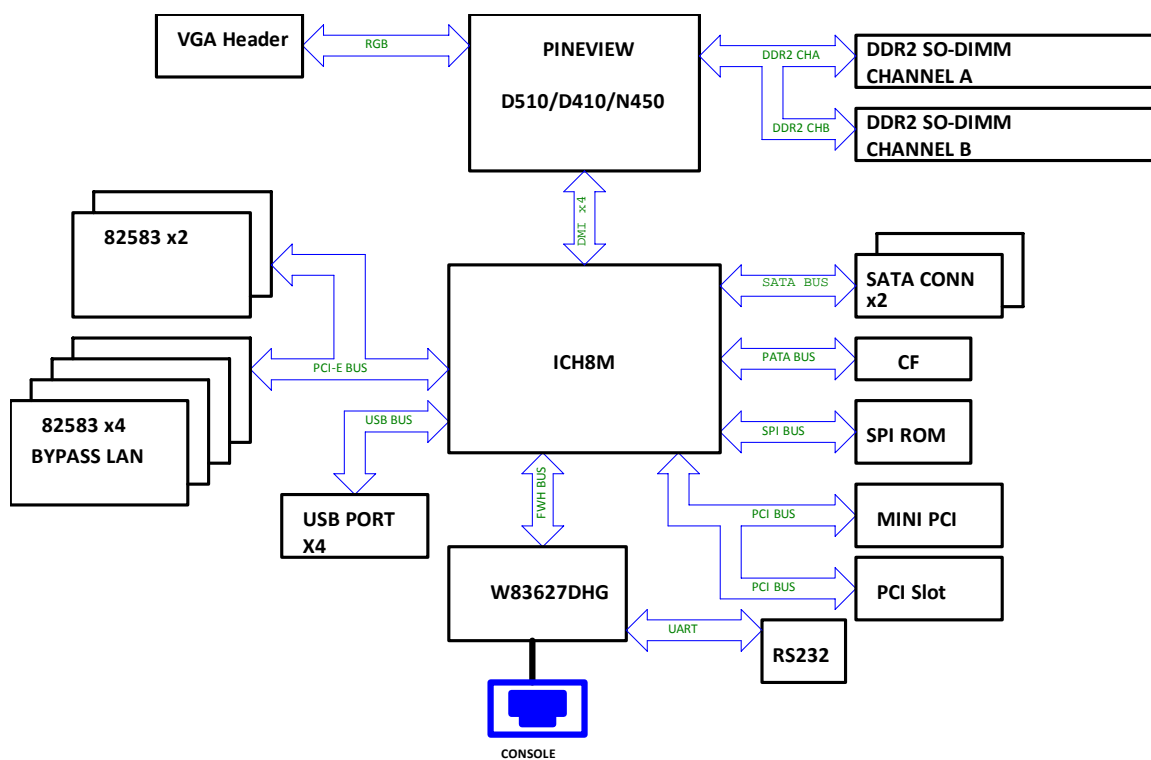 VGA Header
RGB
PINEVIEW
D510/D410/N450
DDR2 CHA
DDR2 SO-DIMM
CHANNEL A
DDR2 CHB
DDR2 SO-DIMM
CHANNEL B
DMI x4
82583 x2
82583 x4
BYPASS LAN
PCI-E BUS
USB BUS
USB PORT
X4
ICH8M
SATA BUS
SATA CONN
x2
PATA BUS
CF
SPI BUS
SPI ROM
PCI BUS
MINI PCI
PCI BUS
PCI Slot
FWH BUS
W83627DHG
UART
RS232
CONSOLE